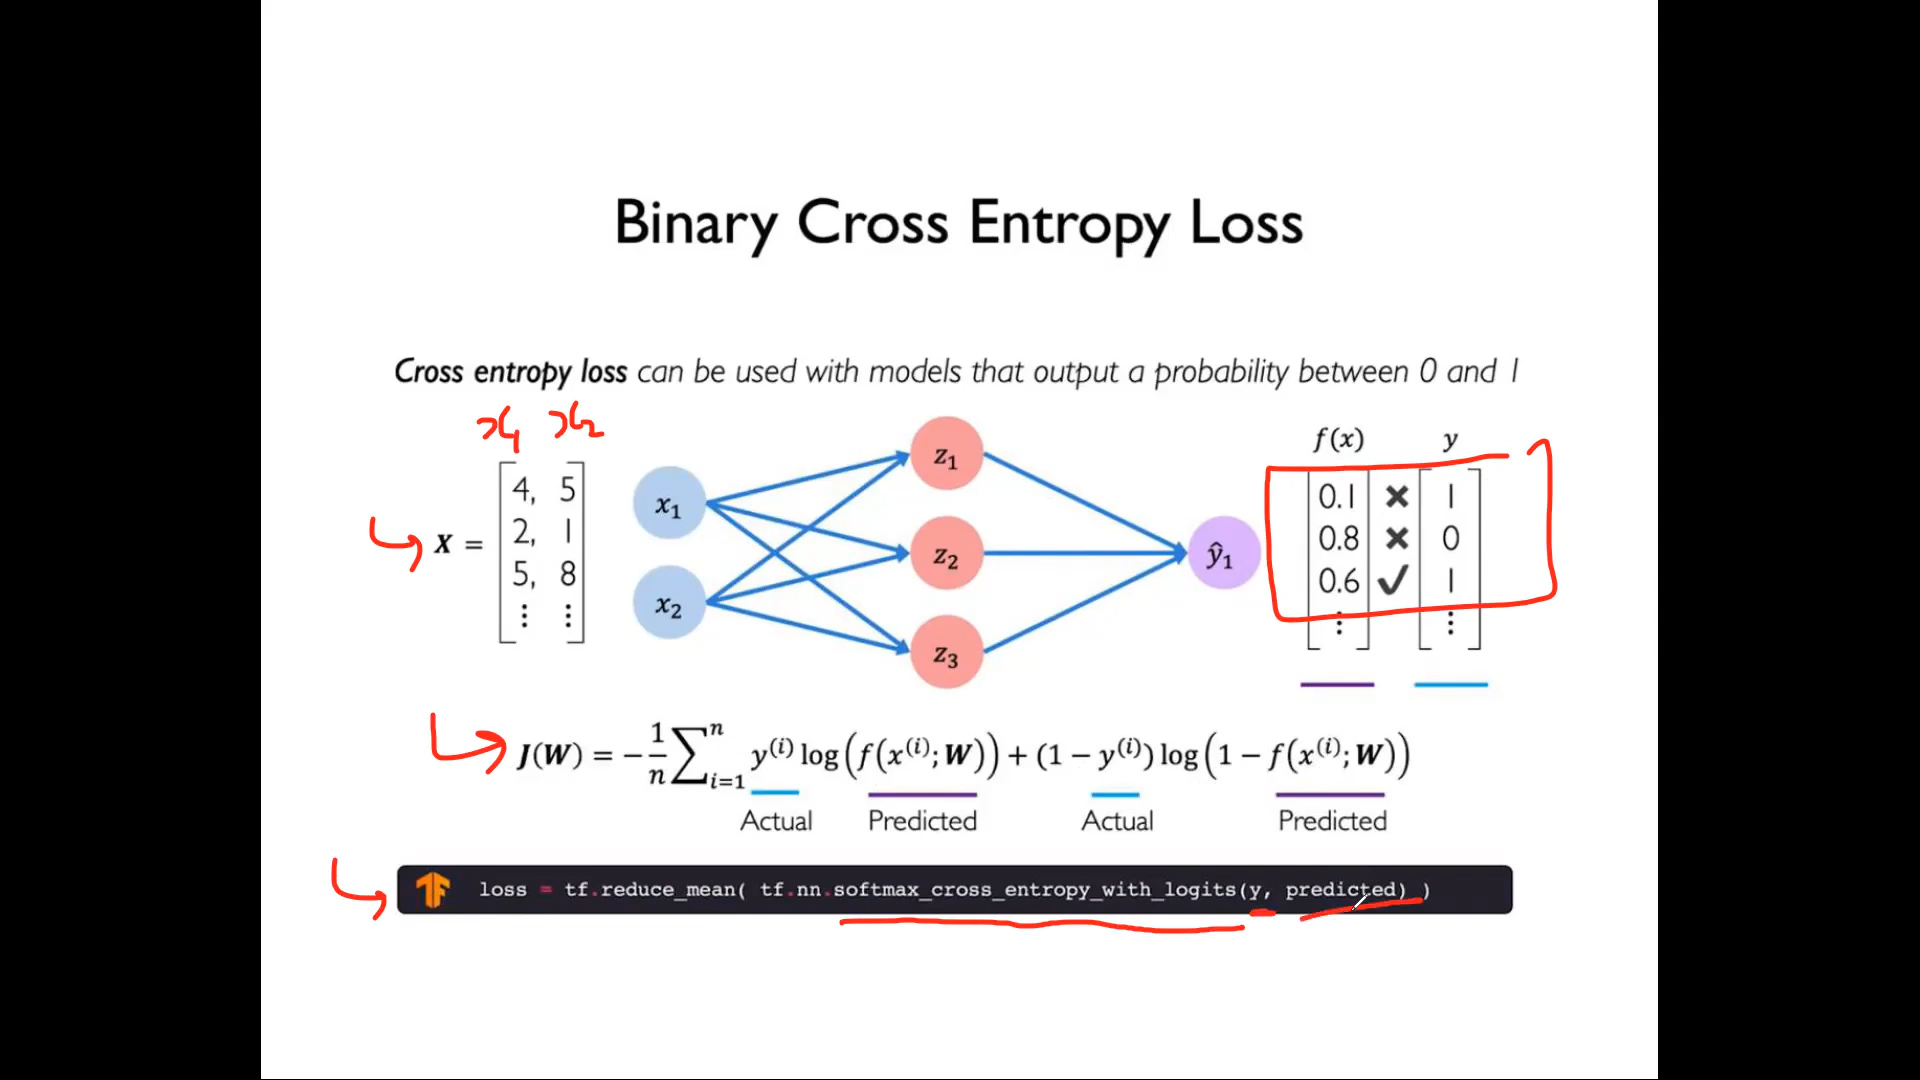 Binary Cross Entropy Loss
Cross entropy loss can be used with models that output a probability between 0 and 1
x₁ x₂
f(x) y
X =
4, 5
2, 1
5, 8
⋮ ⋮
x₁
x₂
z₁
z₂
z₃
ŷ₁
0.1 ✖ 1
0.8 ✖ 0
0.6 ✓ 1
⋮ ⋮
J(W) = −1/n ∑ⁿᵢ₌₁ y⁽ⁱ⁾ log(f(x⁽ⁱ⁾; W)) + (1 − y⁽ⁱ⁾) log(1 − f(x⁽ⁱ⁾; W))
Actual Predicted Actual Predicted
loss = tf.reduce_mean( tf.nn.softmax_cross_entropy_with_logits(y, predicted) )